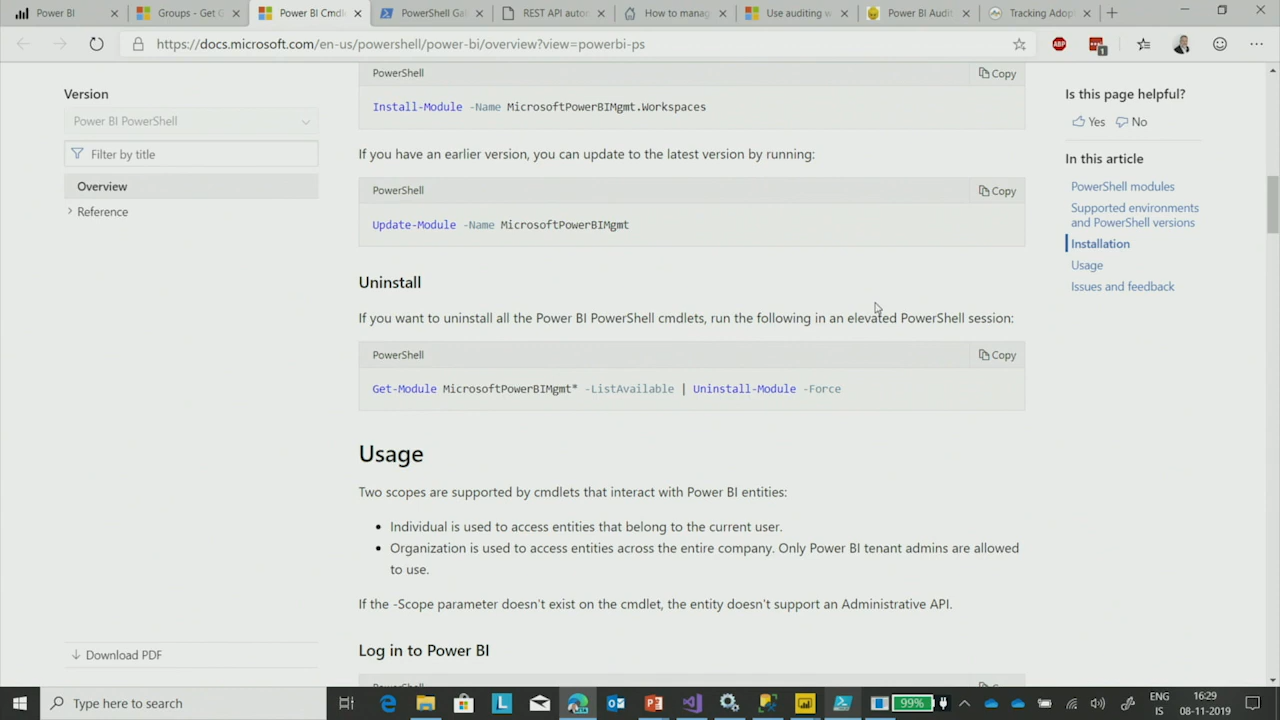 Power BI
Groups - Get G
Power BI Cmdl
PowerShell Gal
REST API auto
How to manag
Use auditing w
Power BI Audit
Tracking Adop
https://docs.microsoft.com/en-us/powershell/power-bi/overview?view=powerbi-ps
ABP
1
Version
Power BI PowerShell
Filter by title
Overview
Reference
Download PDF
PowerShell
Copy
Install-Module -Name MicrosoftPowerBIMgmt.Workspaces
If you have an earlier version, you can update to the latest version by running:
PowerShell
Copy
Update-Module -Name MicrosoftPowerBIMgmt
Uninstall
If you want to uninstall all the Power BI PowerShell cmdlets, run the following in an elevated PowerShell session:
PowerShell
Copy
Get-Module MicrosoftPowerBIMgmt* -ListAvailable | Uninstall-Module -Force
Usage
Two scopes are supported by cmdlets that interact with Power BI entities:
• Individual is used to access entities that belong to the current user.
• Organization is used to access entities across the entire company. Only Power BI tenant admins are allowed
to use.
If the -Scope parameter doesn't exist on the cmdlet, the entity doesn't support an Administrative API.
Log in to Power BI
Is this page helpful?
Yes
No
In this article
PowerShell modules
Supported environments
and PowerShell versions
Installation
Usage
Issues and feedback
Type here to search
99%
ENG
IS
16:29
08-11-2019